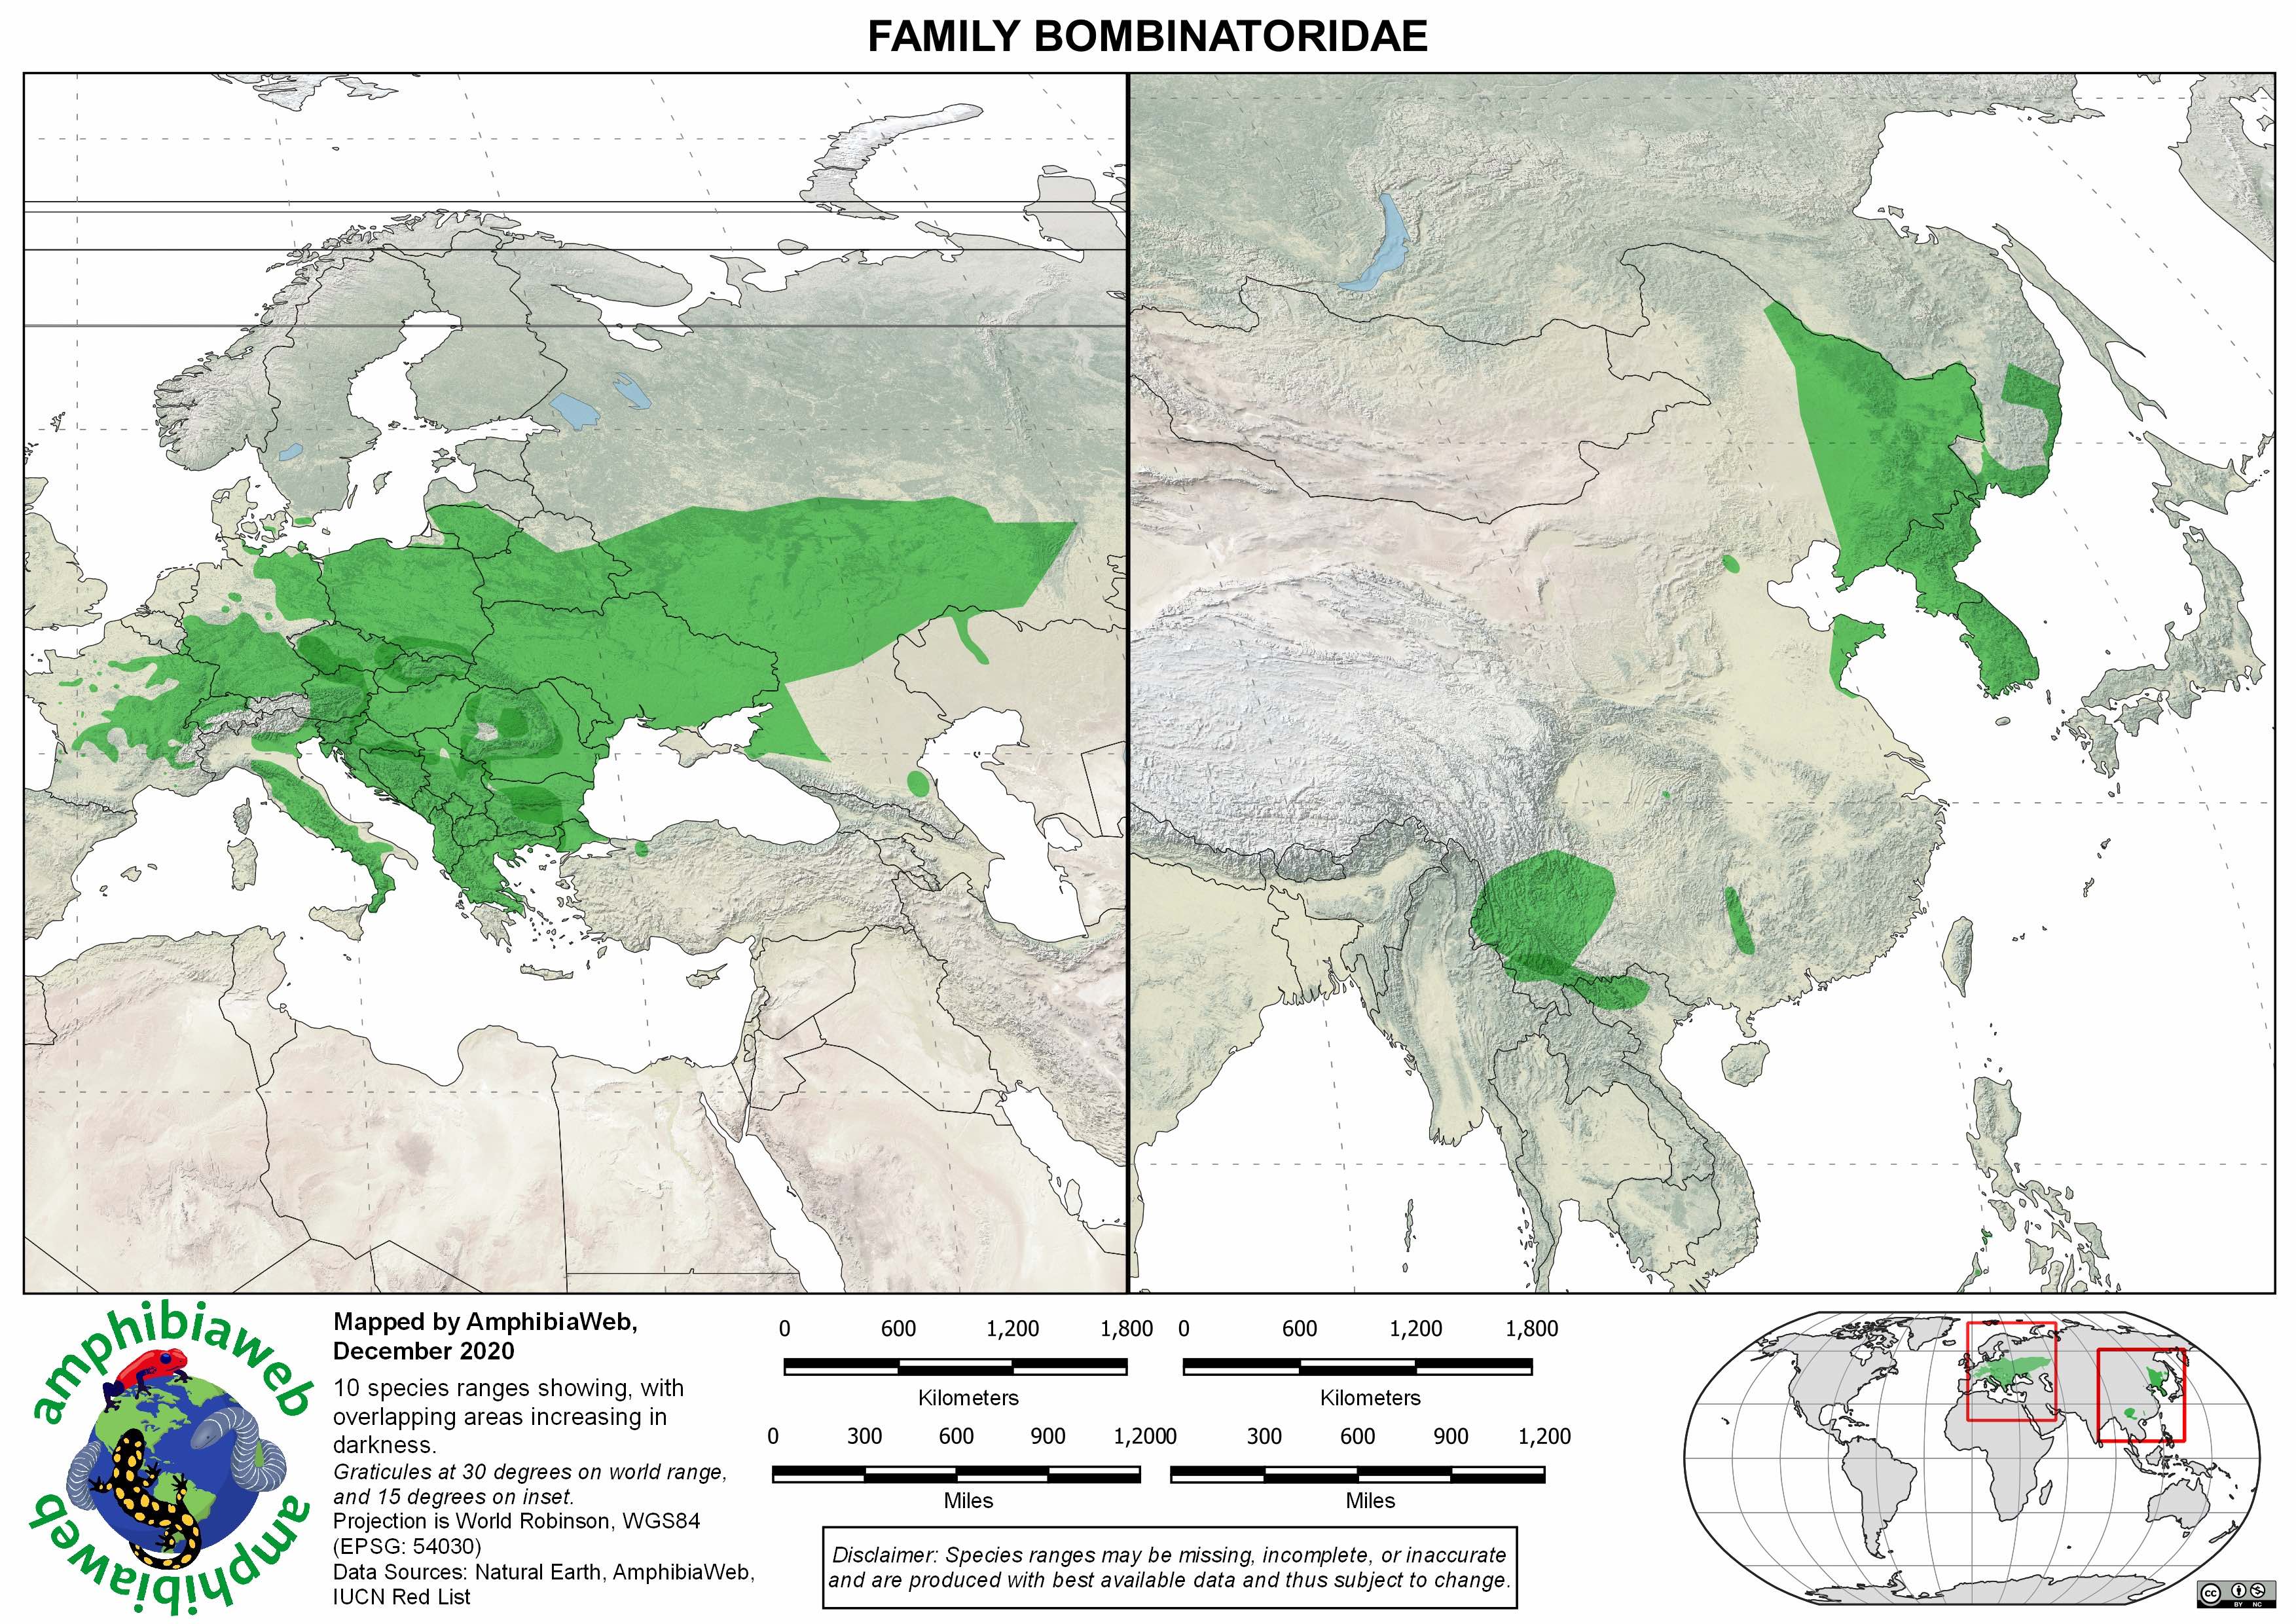 FAMILY BOMBINATORIDAE
amphibiaweb
amphibiaweb
Mapped by AmphibiaWeb,
December 2020
10 species ranges showing, with
overlapping areas increasing in
darkness.
Graticules at 30 degrees on world range,
and 15 degrees on inset.
Projection is World Robinson, WGS84
(EPSG: 54030)
Data Sources: Natural Earth, AmphibiaWeb,
IUCN Red List
0 600 1,200 1,800
Kilometers
0 300 600 900 1,200
Miles
0 600 1,200 1,800
Kilometers
0 300 600 900 1,200
Miles
Disclaimer: Species ranges may be missing, incomplete, or inaccurate
and are produced with best available data and thus subject to change.
cc
BY NC